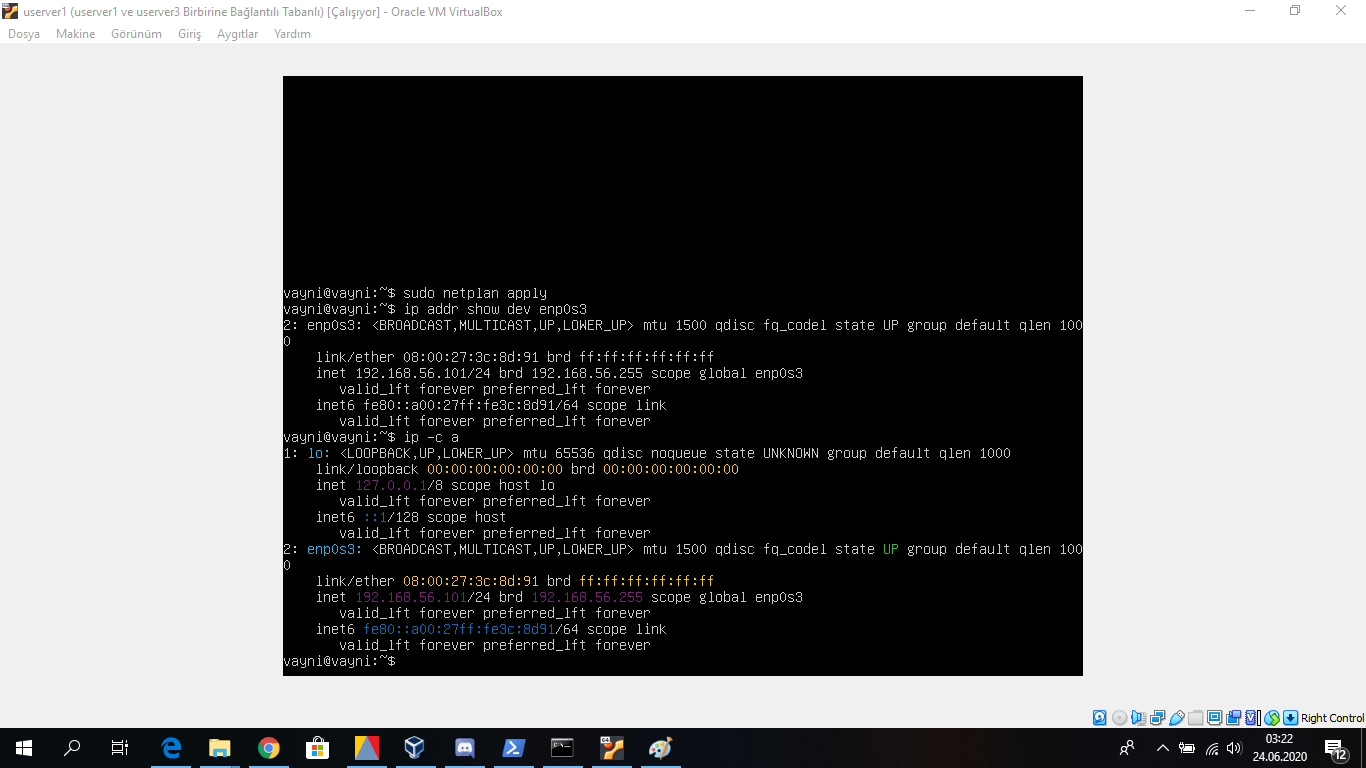 userver1 (userver1 ve userver3 Birbirine Bağlantılı Tabanlı) [Çalışıyor] - Oracle VM VirtualBox
Dosya Makine Görünüm Giriş Aygıtlar Yardım
vayni@vayni:~$ sudo netplan apply
vayni@vayni:~$ ip addr show dev enp0s3
2: enp0s3: <BROADCAST,MULTICAST,UP,LOWER_UP> mtu 1500 qdisc fq_codel state UP group default qlen 100
0
link/ether 08:00:27:3c:8d:91 brd ff:ff:ff:ff:ff:ff
inet 192.168.56.101/24 brd 192.168.56.255 scope global enp0s3
valid_lft forever preferred_lft forever
inet6 fe80::a00:27ff:fe3c:8d91/64 scope link
valid_lft forever preferred_lft forever
vayni@vayni:~$ ip -c a
1: lo: <LOOPBACK,UP,LOWER_UP> mtu 65536 qdisc noqueue state UNKNOWN group default qlen 1000
link/loopback 00:00:00:00:00:00 brd 00:00:00:00:00:00
inet 127.0.0.1/8 scope host lo
valid_lft forever preferred_lft forever
inet6 ::1/128 scope host
valid_lft forever preferred_lft forever
2: enp0s3: <BROADCAST,MULTICAST,UP,LOWER_UP> mtu 1500 qdisc fq_codel state UP group default qlen 100
0
link/ether 08:00:27:3c:8d:91 brd ff:ff:ff:ff:ff:ff
inet 192.168.56.101/24 brd 192.168.56.255 scope global enp0s3
valid_lft forever preferred_lft forever
inet6 fe80::a00:27ff:fe3c:8d91/64 scope link
valid_lft forever preferred_lft forever
vayni@vayni:~$
Right Control
03:22
24.06.2020
12